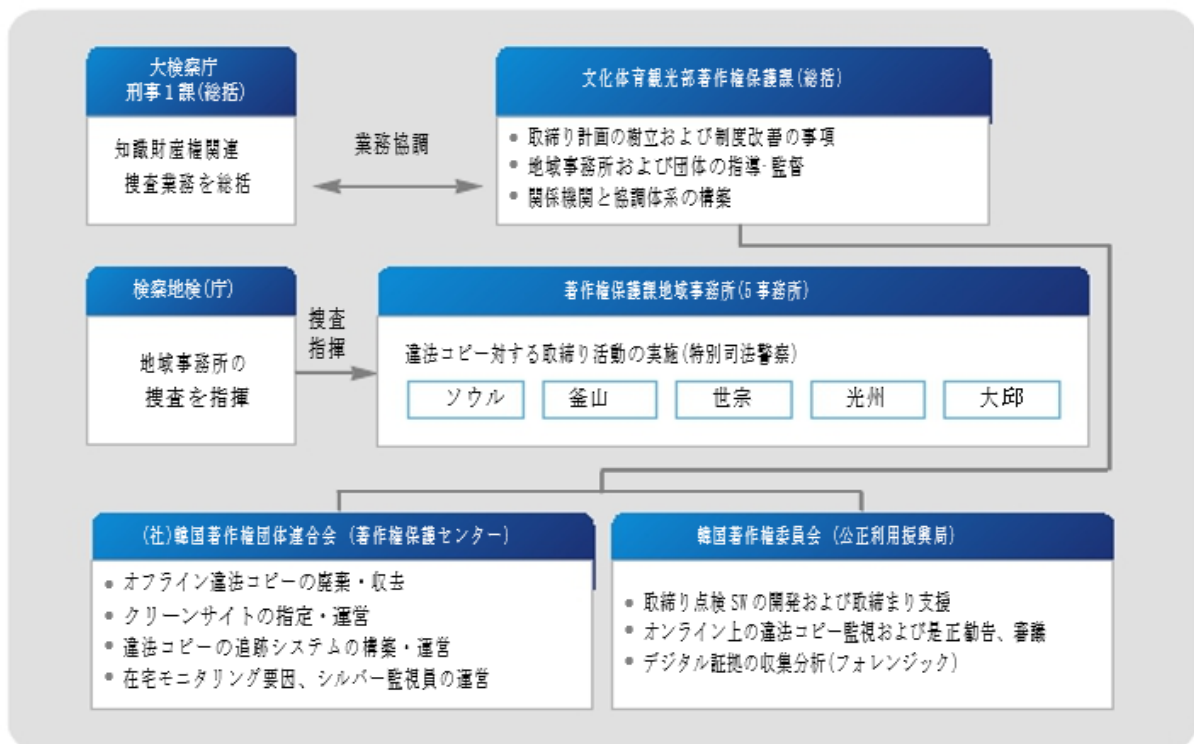 大検察庁
刑事1課(総括)
知識財産権関連
捜査業務を総括
業務協調
文化体育観光部著作権保護課(総括)
• 取締り計画の樹立および制度改善の事項
• 地域事務所および団体の指導·監督
• 関係機関と協調体系の構築
検察地検(庁)
地域事務所の
捜査を指揮
捜査
指揮
著作権保護課地域事務所(5事務所)
違法コピー対する取締り活動の実施(特別司法警察)
ソウル
釜山
世宗
光州
大邱
(社)韓国著作権団体連合会 (著作権保護センター)
• オフライン違法コピーの廃棄・収去
• クリーンサイトの指定・運営
• 違法コピーの追跡システムの構築・運営
• 在宅モニタリング要因、シルバー監視員の運営
韓国著作権委員会 (公正利用振興局)
• 取締り点検SWの開発および取締まり支援
• オンライン上の違法コピー監視および是正勧告、審議
• デジタル証拠の収集分析(フォレンジック)